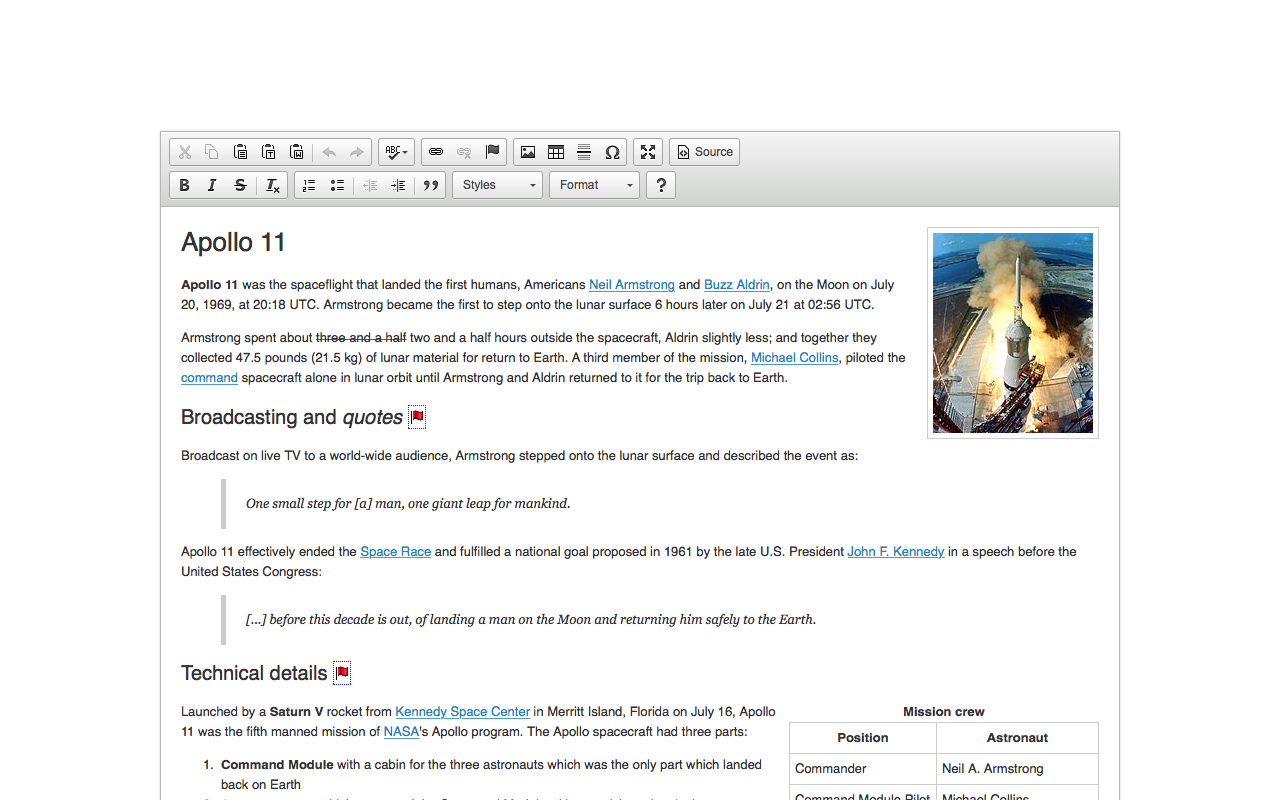 ABC
Source
B I S Ix
Styles
Format
?
Apollo 11
Apollo 11 was the spaceflight that landed the first humans, Americans Neil Armstrong and Buzz Aldrin, on the Moon on July
20, 1969, at 20:18 UTC. Armstrong became the first to step onto the lunar surface 6 hours later on July 21 at 02:56 UTC.
Armstrong spent about three and a half two and a half hours outside the spacecraft, Aldrin slightly less; and together they
collected 47.5 pounds (21.5 kg) of lunar material for return to Earth. A third member of the mission, Michael Collins, piloted the
command spacecraft alone in lunar orbit until Armstrong and Aldrin returned to it for the trip back to Earth.
Broadcasting and quotes
Broadcast on live TV to a world-wide audience, Armstrong stepped onto the lunar surface and described the event as:
One small step for [a] man, one giant leap for mankind.
Apollo 11 effectively ended the Space Race and fulfilled a national goal proposed in 1961 by the late U.S. President John F. Kennedy in a speech before the
United States Congress:
[...] before this decade is out, of landing a man on the Moon and returning him safely to the Earth.
Technical details
Launched by a Saturn V rocket from Kennedy Space Center in Merritt Island, Florida on July 16, Apollo
11 was the fifth manned mission of NASA's Apollo program. The Apollo spacecraft had three parts:
1. Command Module with a cabin for the three astronauts which was the only part which landed
back on Earth
Mission crew
Position Astronaut
Commander Neil A. Armstrong
Command Module Pilot Michael Collins